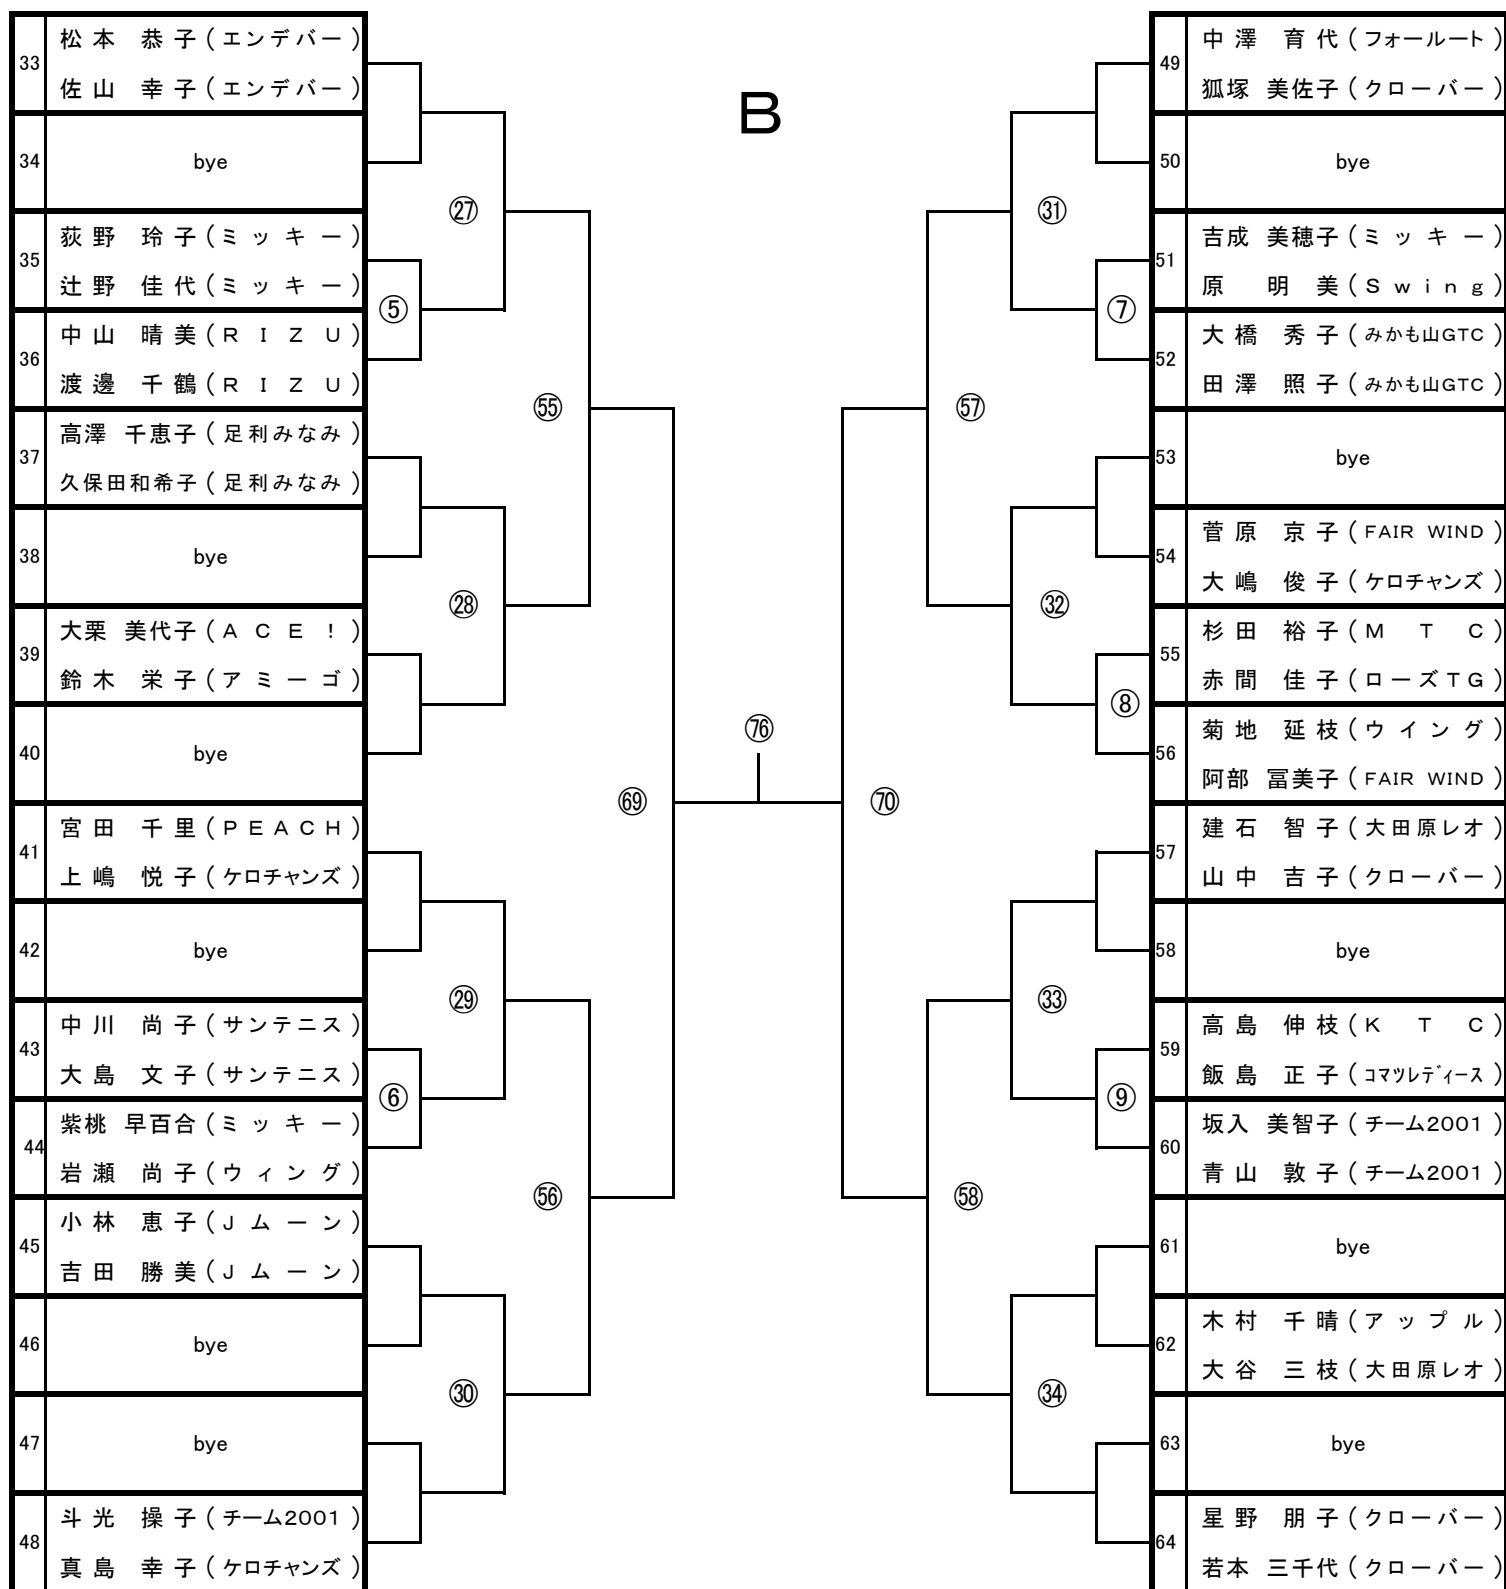 B
33
松本 恭子(エンデバー)
佐山 幸子(エンデバー)
34
bye
35
荻野 玲子(ミッキー)
辻野 佳代(ミッキー)
36
中山 晴美(RIZU)
渡邊 千鶴(RIZU)
37
高澤 千恵子(足利みなみ)
久保田和希子(足利みなみ)
38
bye
39
大栗 美代子(ACE!)
鈴木 栄子(アミーゴ)
40
bye
41
宮田 千里(PEACH)
上嶋 悦子(ケロチャンズ)
42
bye
43
中川 尚子(サンテニス)
大島 文子(サンテニス)
44
紫桃 早百合(ミッキー)
岩瀬 尚子(ウィング)
45
小林 恵子(Jムーン)
吉田 勝美(Jムーン)
46
bye
47
bye
48
斗光 操子(チーム2001)
真島 幸子(ケロチャンズ)
⑤
⑥
㉗
㉘
㉙
㉚
55
56
69
76
70
57
58
㉛
㉜
㉝
㉞
⑦
⑧
⑨
49
中澤 育代(フォールート)
狐塚 美佐子(クローバー)
50
bye
51
吉成 美穂子(ミッキー)
原 明美(Swing)
52
大橋 秀子(みかも山GTC)
田澤 照子(みかも山GTC)
53
bye
54
菅原 京子(FAIR WIND)
大嶋 俊子(ケロチャンズ)
55
杉田 裕子(MTC)
赤間 佳子(ローズTG)
56
菊地 延枝(ウイング)
阿部 冨美子(FAIR WIND)
57
建石 智子(大田原レオ)
山中 吉子(クローバー)
58
bye
59
高島 伸枝(KTC)
飯島 正子(コマツレディース)
60
坂入 美智子(チーム2001)
青山 敦子(チーム2001)
61
bye
62
木村 千晴(アップル)
大谷 三枝(大田原レオ)
63
bye
64
星野 朋子(クローバー)
若本 三千代(クローバー)